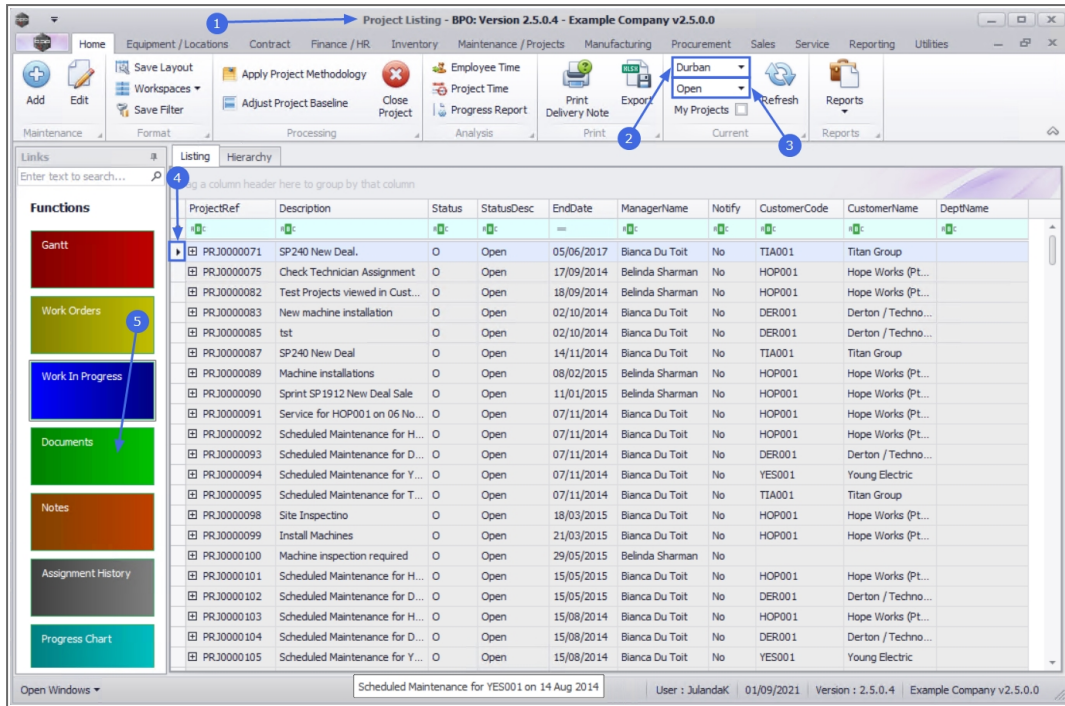 1
Project Listing - BPO: Version 2.5.0.4 - Example Company v2.5.0.0
Home Equipment / Locations Contract Finance / HR Inventory Maintenance / Projects Manufacturing Procurement Sales Service Reporting Utilities
Add
Edit
Maintenance
Save Layout
Workspaces
Save Filter
Format
Apply Project Methodology
Adjust Project Baseline
Close
Project
Processing
Employee Time
Project Time
Progress Report
Analysis
Print
Delivery Note
Export
Print
2
Durban
Open
My Projects
Refresh
Current
3
Reports
Reports
Links
Enter text to search...
Functions
Gantt
Work Orders
5
Work In Progress
Documents
Notes
Assignment History
Progress Chart
Listing Hierarchy
4
a column header here to group by that column
ProjectRef Description Status StatusDesc EndDate ManagerName Notify CustomerCode CustomerName DeptName
PRJ0000071 SP240 New Deal. O Open 05/06/2017 Bianca Du Toit No TIA001 Titan Group
PRJ0000075 Check Technician Assignment O Open 17/09/2014 Belinda Sharman No HOP001 Hope Works (Pt...
PRJ0000082 Test Projects viewed in Cust... O Open 18/09/2014 Belinda Sharman No HOP001 Hope Works (Pt...
PRJ0000083 New machine installation O Open 02/10/2014 Bianca Du Toit No DER001 Derton / Techno...
PRJ0000085 tst O Open 02/10/2014 Bianca Du Toit No DER001 Derton / Techno...
PRJ0000087 SP240 New Deal O Open 14/11/2014 Bianca Du Toit No TIA001 Titan Group
PRJ0000089 Machine installations O Open 08/02/2015 Belinda Sharman No HOP001 Hope Works (Pt...
PRJ0000090 Sprint SP1912 New Deal Sale O Open 11/01/2015 Belinda Sharman No HOP001 Hope Works (Pt...
PRJ0000091 Service for HOP001 on 06 No... O Open 07/11/2014 Bianca Du Toit No HOP001 Hope Works (Pt...
PRJ0000092 Scheduled Maintenance for H... O Open 07/11/2014 Bianca Du Toit No HOP001 Hope Works (Pt...
PRJ0000093 Scheduled Maintenance for D... O Open 07/11/2014 Bianca Du Toit No DER001 Derton / Techno...
PRJ0000094 Scheduled Maintenance for Y... O Open 07/11/2014 Bianca Du Toit No YES001 Young Electric
PRJ0000095 Scheduled Maintenance for T... O Open 07/11/2014 Bianca Du Toit No TIA001 Titan Group
PRJ0000098 Site Inspectino O Open 18/03/2015 Bianca Du Toit No HOP001 Hope Works (Pt...
PRJ0000099 Install Machines O Open 21/03/2015 Bianca Du Toit No HOP001 Hope Works (Pt...
PRJ0000100 Machine inspection required O Open 29/05/2015 Belinda Sharman No
PRJ0000101 Scheduled Maintenance for H... O Open 15/05/2015 Bianca Du Toit No HOP001 Hope Works (Pt...
PRJ0000102 Scheduled Maintenance for D... O Open 15/05/2015 Bianca Du Toit No DER001 Derton / Techno...
PRJ0000103 Scheduled Maintenance for H... O Open 15/08/2014 Bianca Du Toit No HOP001 Hope Works (Pt...
PRJ0000104 Scheduled Maintenance for D... O Open 15/08/2014 Bianca Du Toit No DER001 Derton / Techno...
PRJ0000105 Scheduled Maintenance for Y... O Open 15/08/2014 Bianca Du Toit No YES001 Young Electric
Open Windows
Scheduled Maintenance for YES001 on 14 Aug 2014
User : JulandaK 01/09/2021 Version : 2.5.0.4 Example Company v2.5.0.0